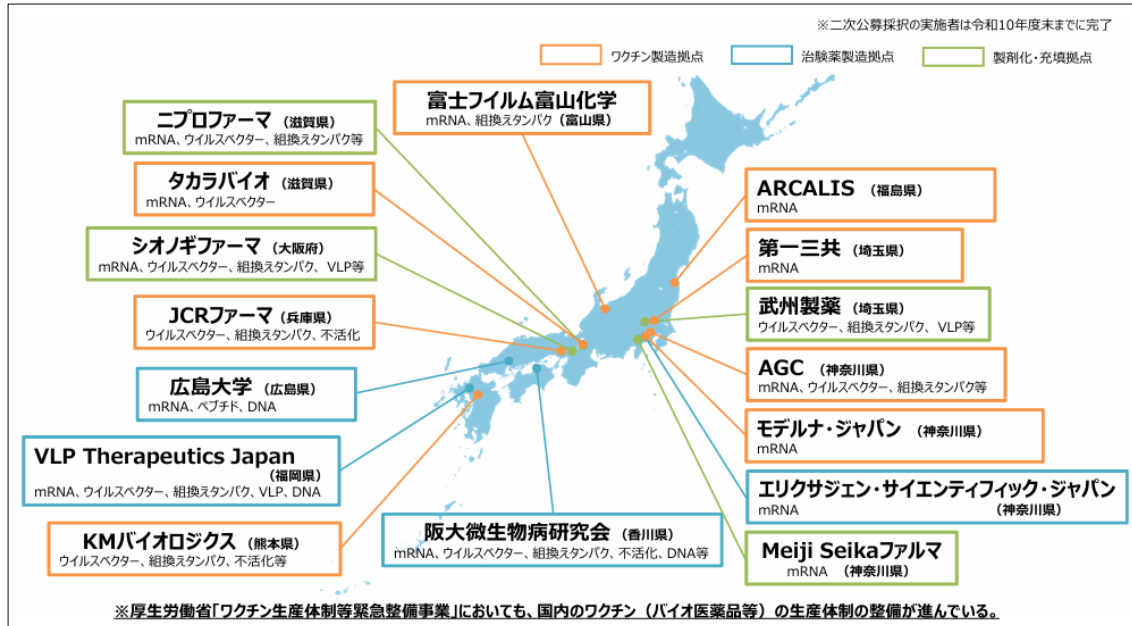 ※二次公募採択の実施者は令和10年度末までに完了
ワクチン製造拠点
治験薬製造拠点
製剤化・充填拠点
ニプロファーマ（滋賀県）
mRNA、ウイルスベクター、組換えタンパク等
タカラバイオ（滋賀県）
mRNA、ウイルスベクター
シオノギファーマ（大阪府）
mRNA、ウイルスベクター、組換えタンパク、VLP等
JCRファーマ（兵庫県）
ウイルスベクター、組換えタンパク、不活化
広島大学（広島県）
mRNA、ペプチド、DNA
VLP Therapeutics Japan
（福岡県）
mRNA、ウイルスベクター、組換えタンパク、VLP、DNA
KMバイオロジクス（熊本県）
ウイルスベクター、組換えタンパク、不活化等
富士フイルム富山化学
mRNA、組換えタンパク（富山県）
阪大微生物病研究会（香川県）
mRNA、ウイルスベクター、組換えタンパク、不活化、DNA等
ARCALIS（福島県）
mRNA
第一三共（埼玉県）
mRNA
武州製薬（埼玉県）
ウイルスベクター、組換えタンパク、VLP等
AGC（神奈川県）
mRNA、ウイルスベクター、組換えタンパク等
モデルナ・ジャパン（神奈川県）
mRNA
エリクサジェン・サイエンティフィック・ジャパン
mRNA（神奈川県）
Meiji Seikaファルマ
mRNA（神奈川県）
※厚生労働省「ワクチン生産体制等緊急整備事業」においても、国内のワクチン（バイオ医薬品等）の生産体制の整備が進んでいる。